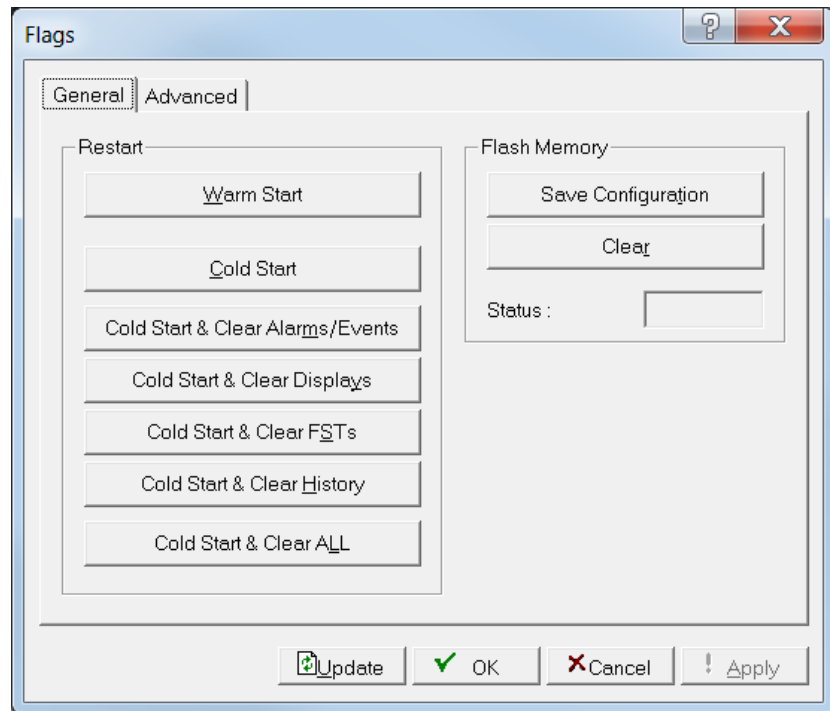 Flags
General
Advanced
Restart
Warm Start
Cold Start
Cold Start & Clear Alarms/Events
Cold Start & Clear Displays
Cold Start & Clear FSTs
Cold Start & Clear History
Cold Start & Clear ALL
Flash Memory
Save Configuration
Clear
Status :
Update
OK
Cancel
! Apply